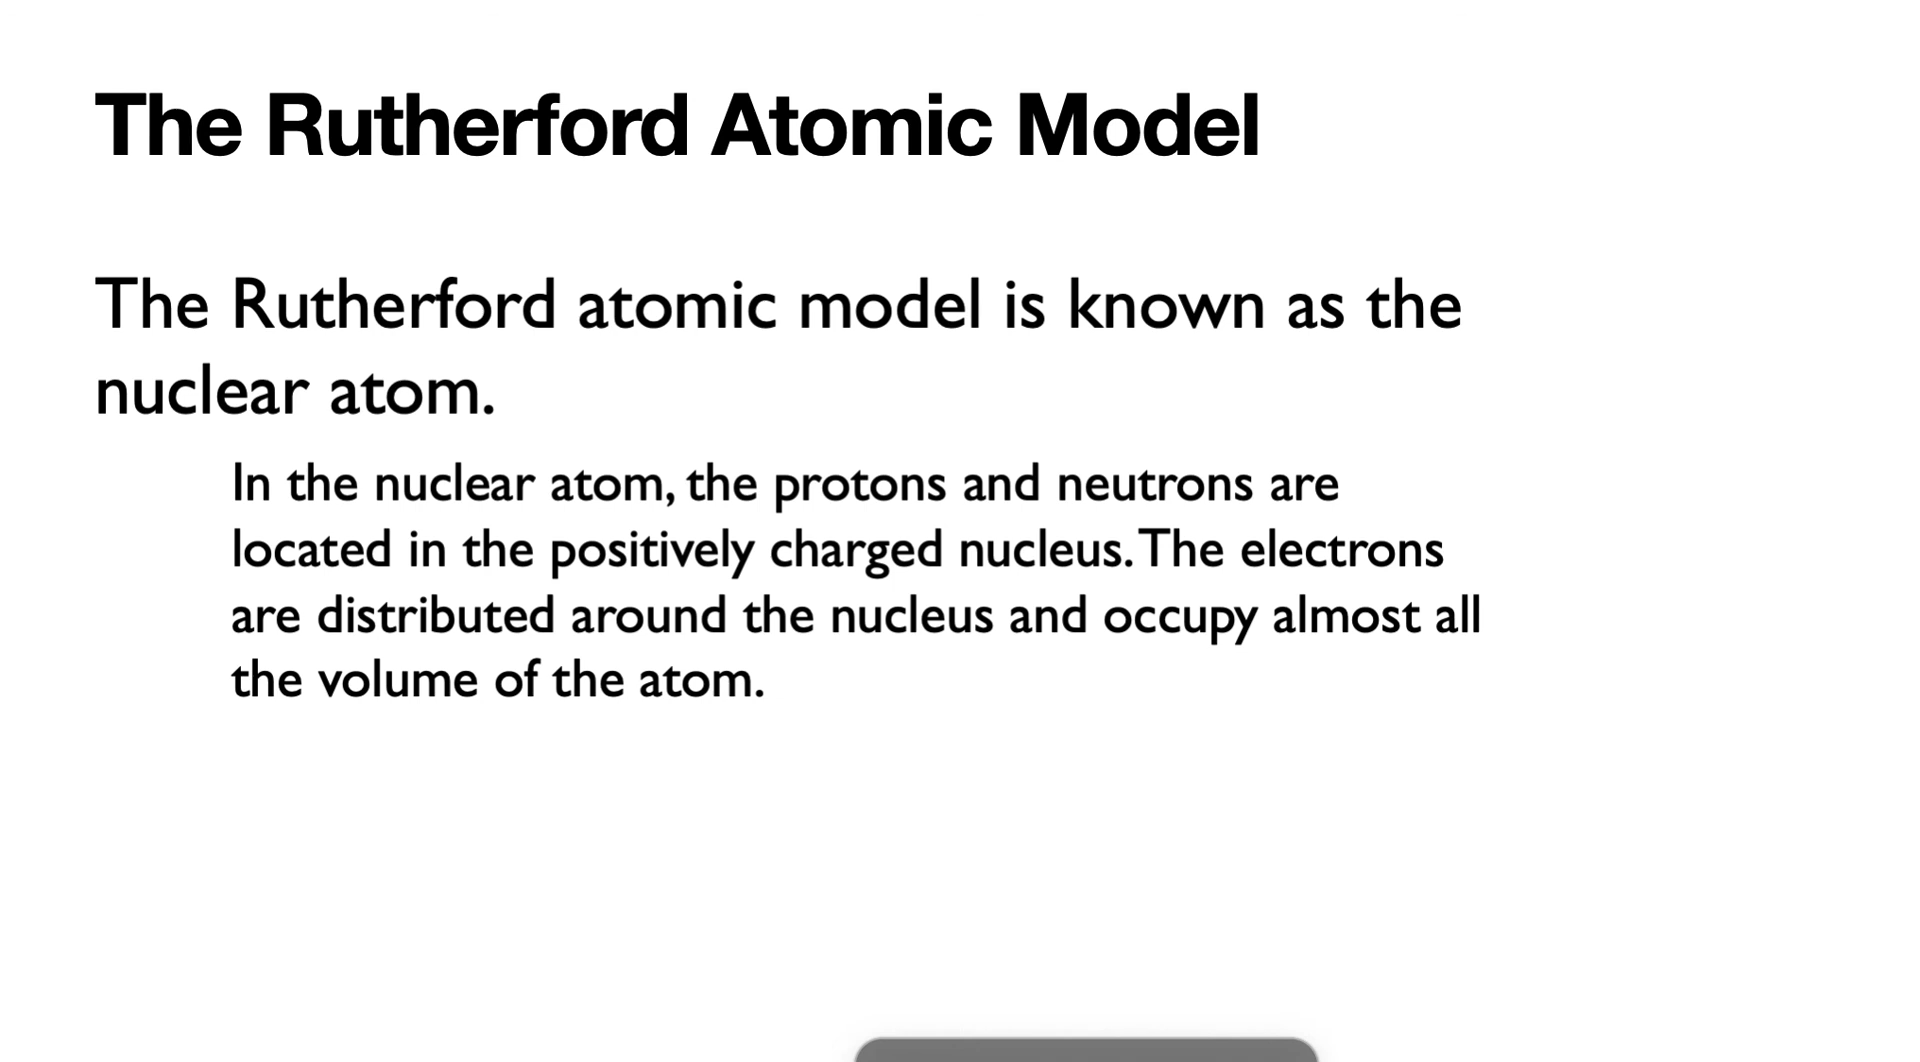 The Rutherford Atomic Model
The Rutherford atomic model is known as the
nuclear atom.
In the nuclear atom, the protons and neutrons are
located in the positively charged nucleus. The electrons
are distributed around the nucleus and occupy almost all
the volume of the atom.